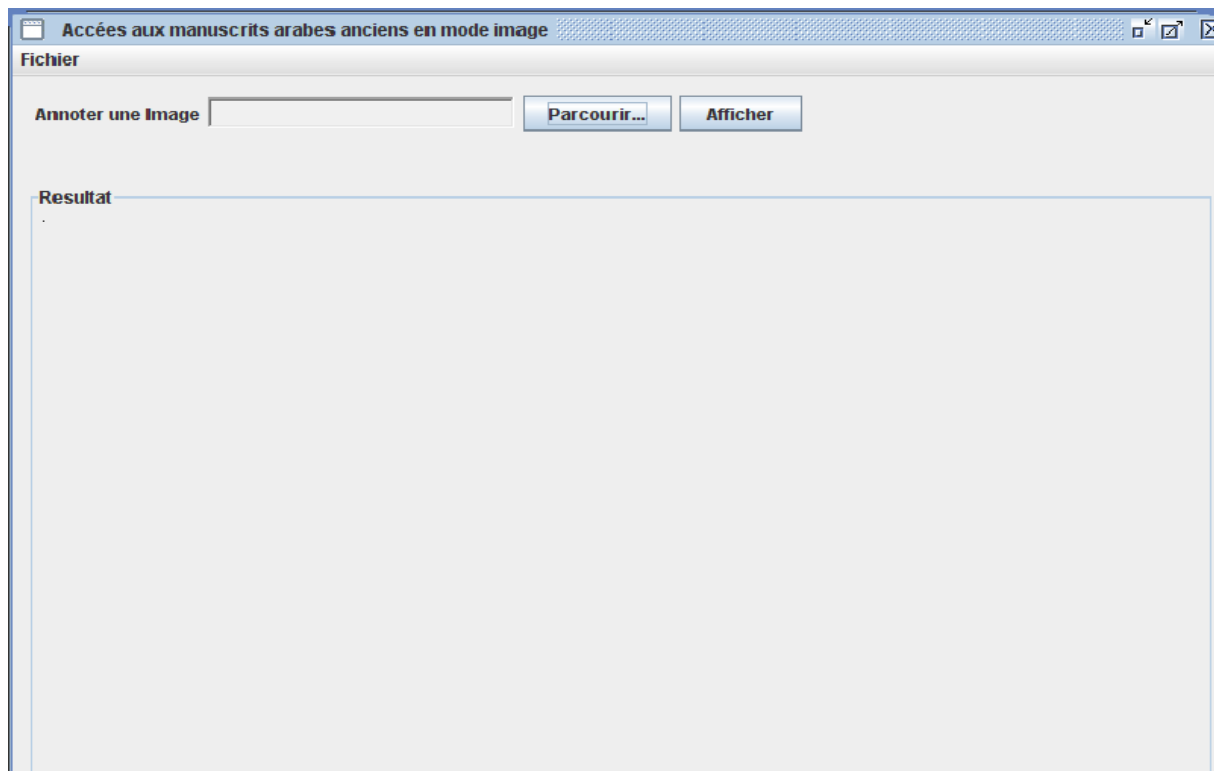 Accées aux manuscrits arabes anciens en mode image
Fichier
Annoter une Image Parcourir... Afficher
Resultat
.